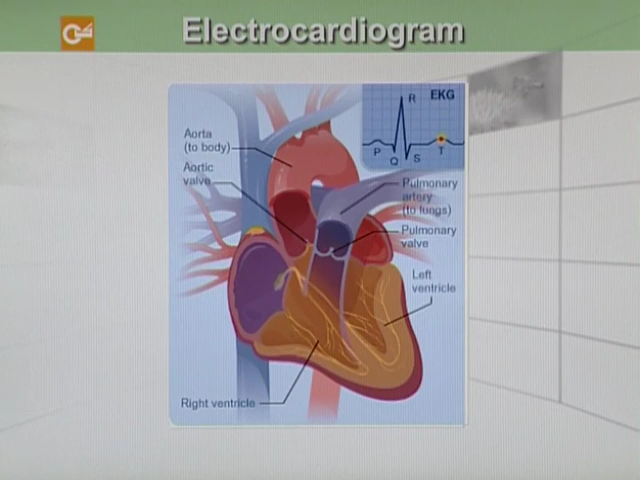 Electrocardiogram
EKG
R
P
Q
S
T
Aorta
(to body)
Aortic
valve
Pulmonary
artery
(to lungs)
Pulmonary
valve
Left
ventricle
Right ventricle